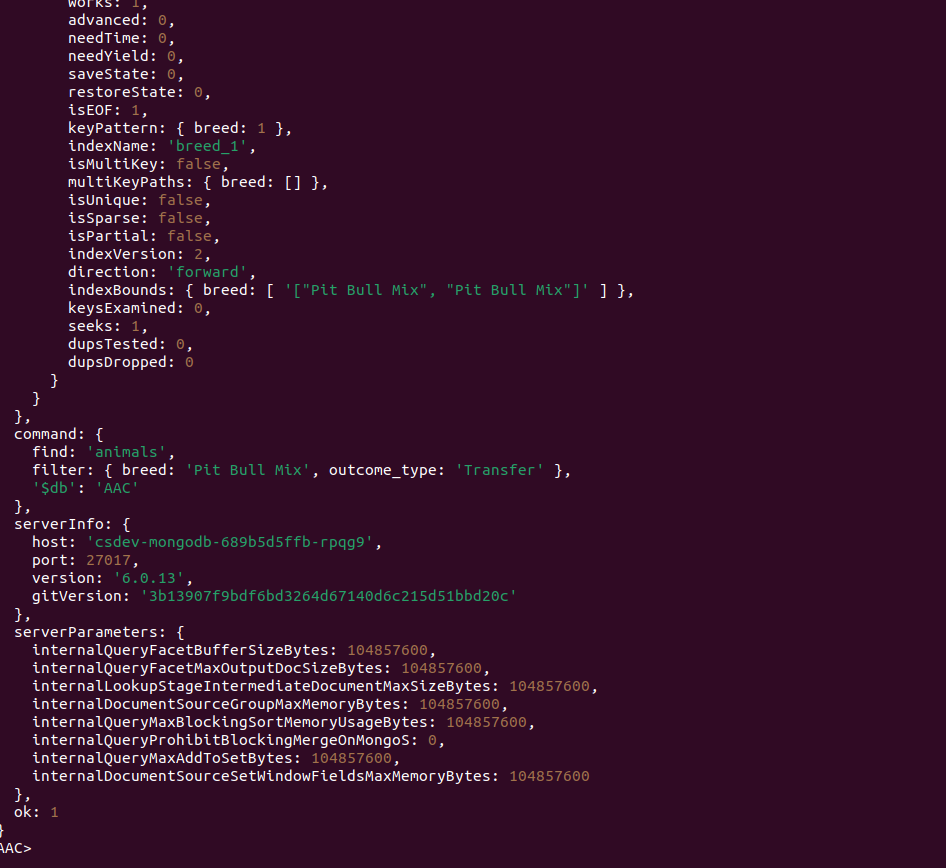 works: 1,
advanced: 0,
needTime: 0,
needYield: 0,
saveState: 0,
restoreState: 0,
isEOF: 1,
keyPattern: { breed: 1 },
indexName: 'breed_1',
isMultiKey: false,
multiKeyPaths: { breed: [] },
isUnique: false,
isSparse: false,
isPartial: false,
indexVersion: 2,
direction: 'forward',
indexBounds: { breed: [ '["Pit Bull Mix", "Pit Bull Mix"]' ] },
keysExamined: 0,
seeks: 1,
dupsTested: 0,
dupsDropped: 0
}
}
},
command: {
find: 'animals',
filter: { breed: 'Pit Bull Mix', outcome_type: 'Transfer' },
'$db': 'AAC'
},
serverInfo: {
host: 'csdev-mongodb-689b5d5ffb-rpqg9',
port: 27017,
version: '6.0.13',
gitVersion: '3b13907f9bdf6bd3264d67140d6c215d51bbd20c'
},
serverParameters: {
internalQueryFacetBufferSizeBytes: 104857600,
internalQueryFacetMaxOutputDocSizeBytes: 104857600,
internalLookupStageIntermediateDocumentMaxSizeBytes: 104857600,
internalDocumentSourceGroupMaxMemoryBytes: 104857600,
internalQueryMaxBlockingSortMemoryUsageBytes: 104857600,
internalQueryProhibitBlockingMergeOnMongoS: 0,
internalQueryMaxAddToSetBytes: 104857600,
internalDocumentSourceSetWindowFieldsMaxMemoryBytes: 104857600
},
ok: 1
}
AAC>